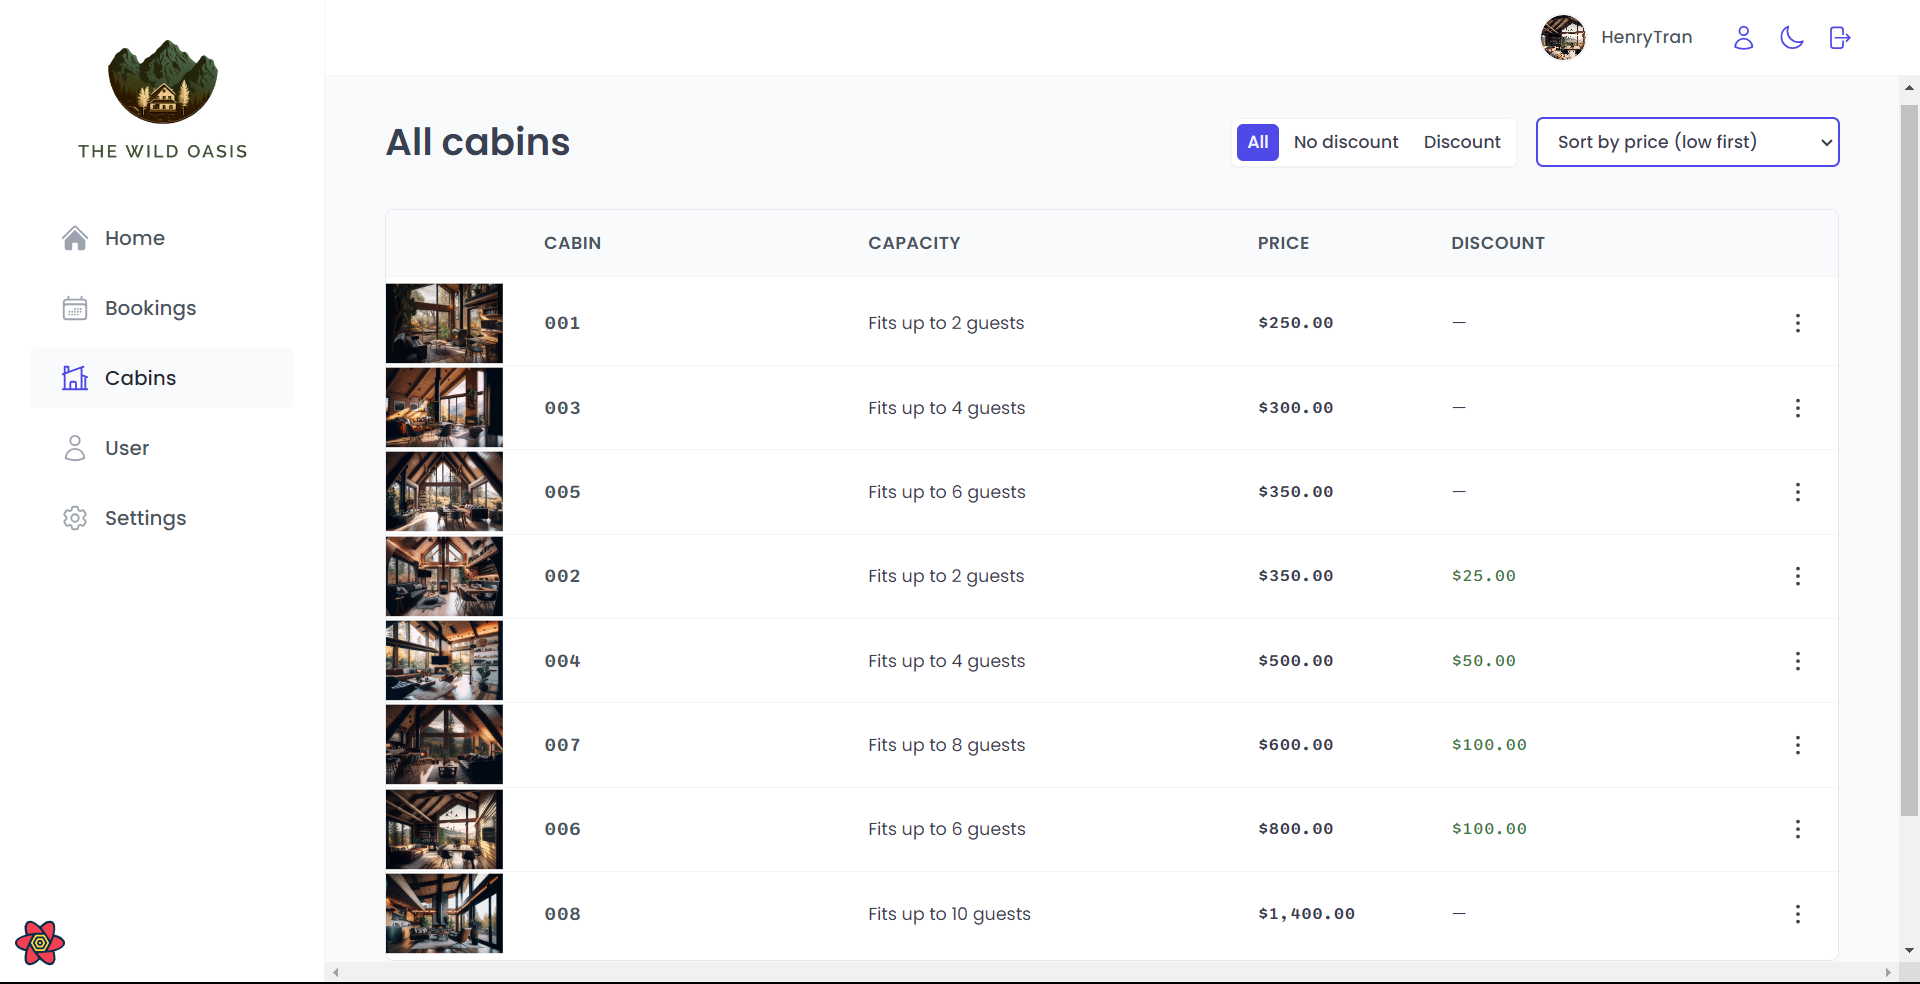 THE WILD OASIS
Home
Bookings
Cabins
User
Settings
HenryTran
All cabins
All No discount Discount Sort by price (low first)
CABIN CAPACITY PRICE DISCOUNT
001 Fits up to 2 guests $250.00 —
003 Fits up to 4 guests $300.00 —
005 Fits up to 6 guests $350.00 —
002 Fits up to 2 guests $350.00 $25.00
004 Fits up to 4 guests $500.00 $50.00
007 Fits up to 8 guests $600.00 $100.00
006 Fits up to 6 guests $800.00 $100.00
008 Fits up to 10 guests $1,400.00 —